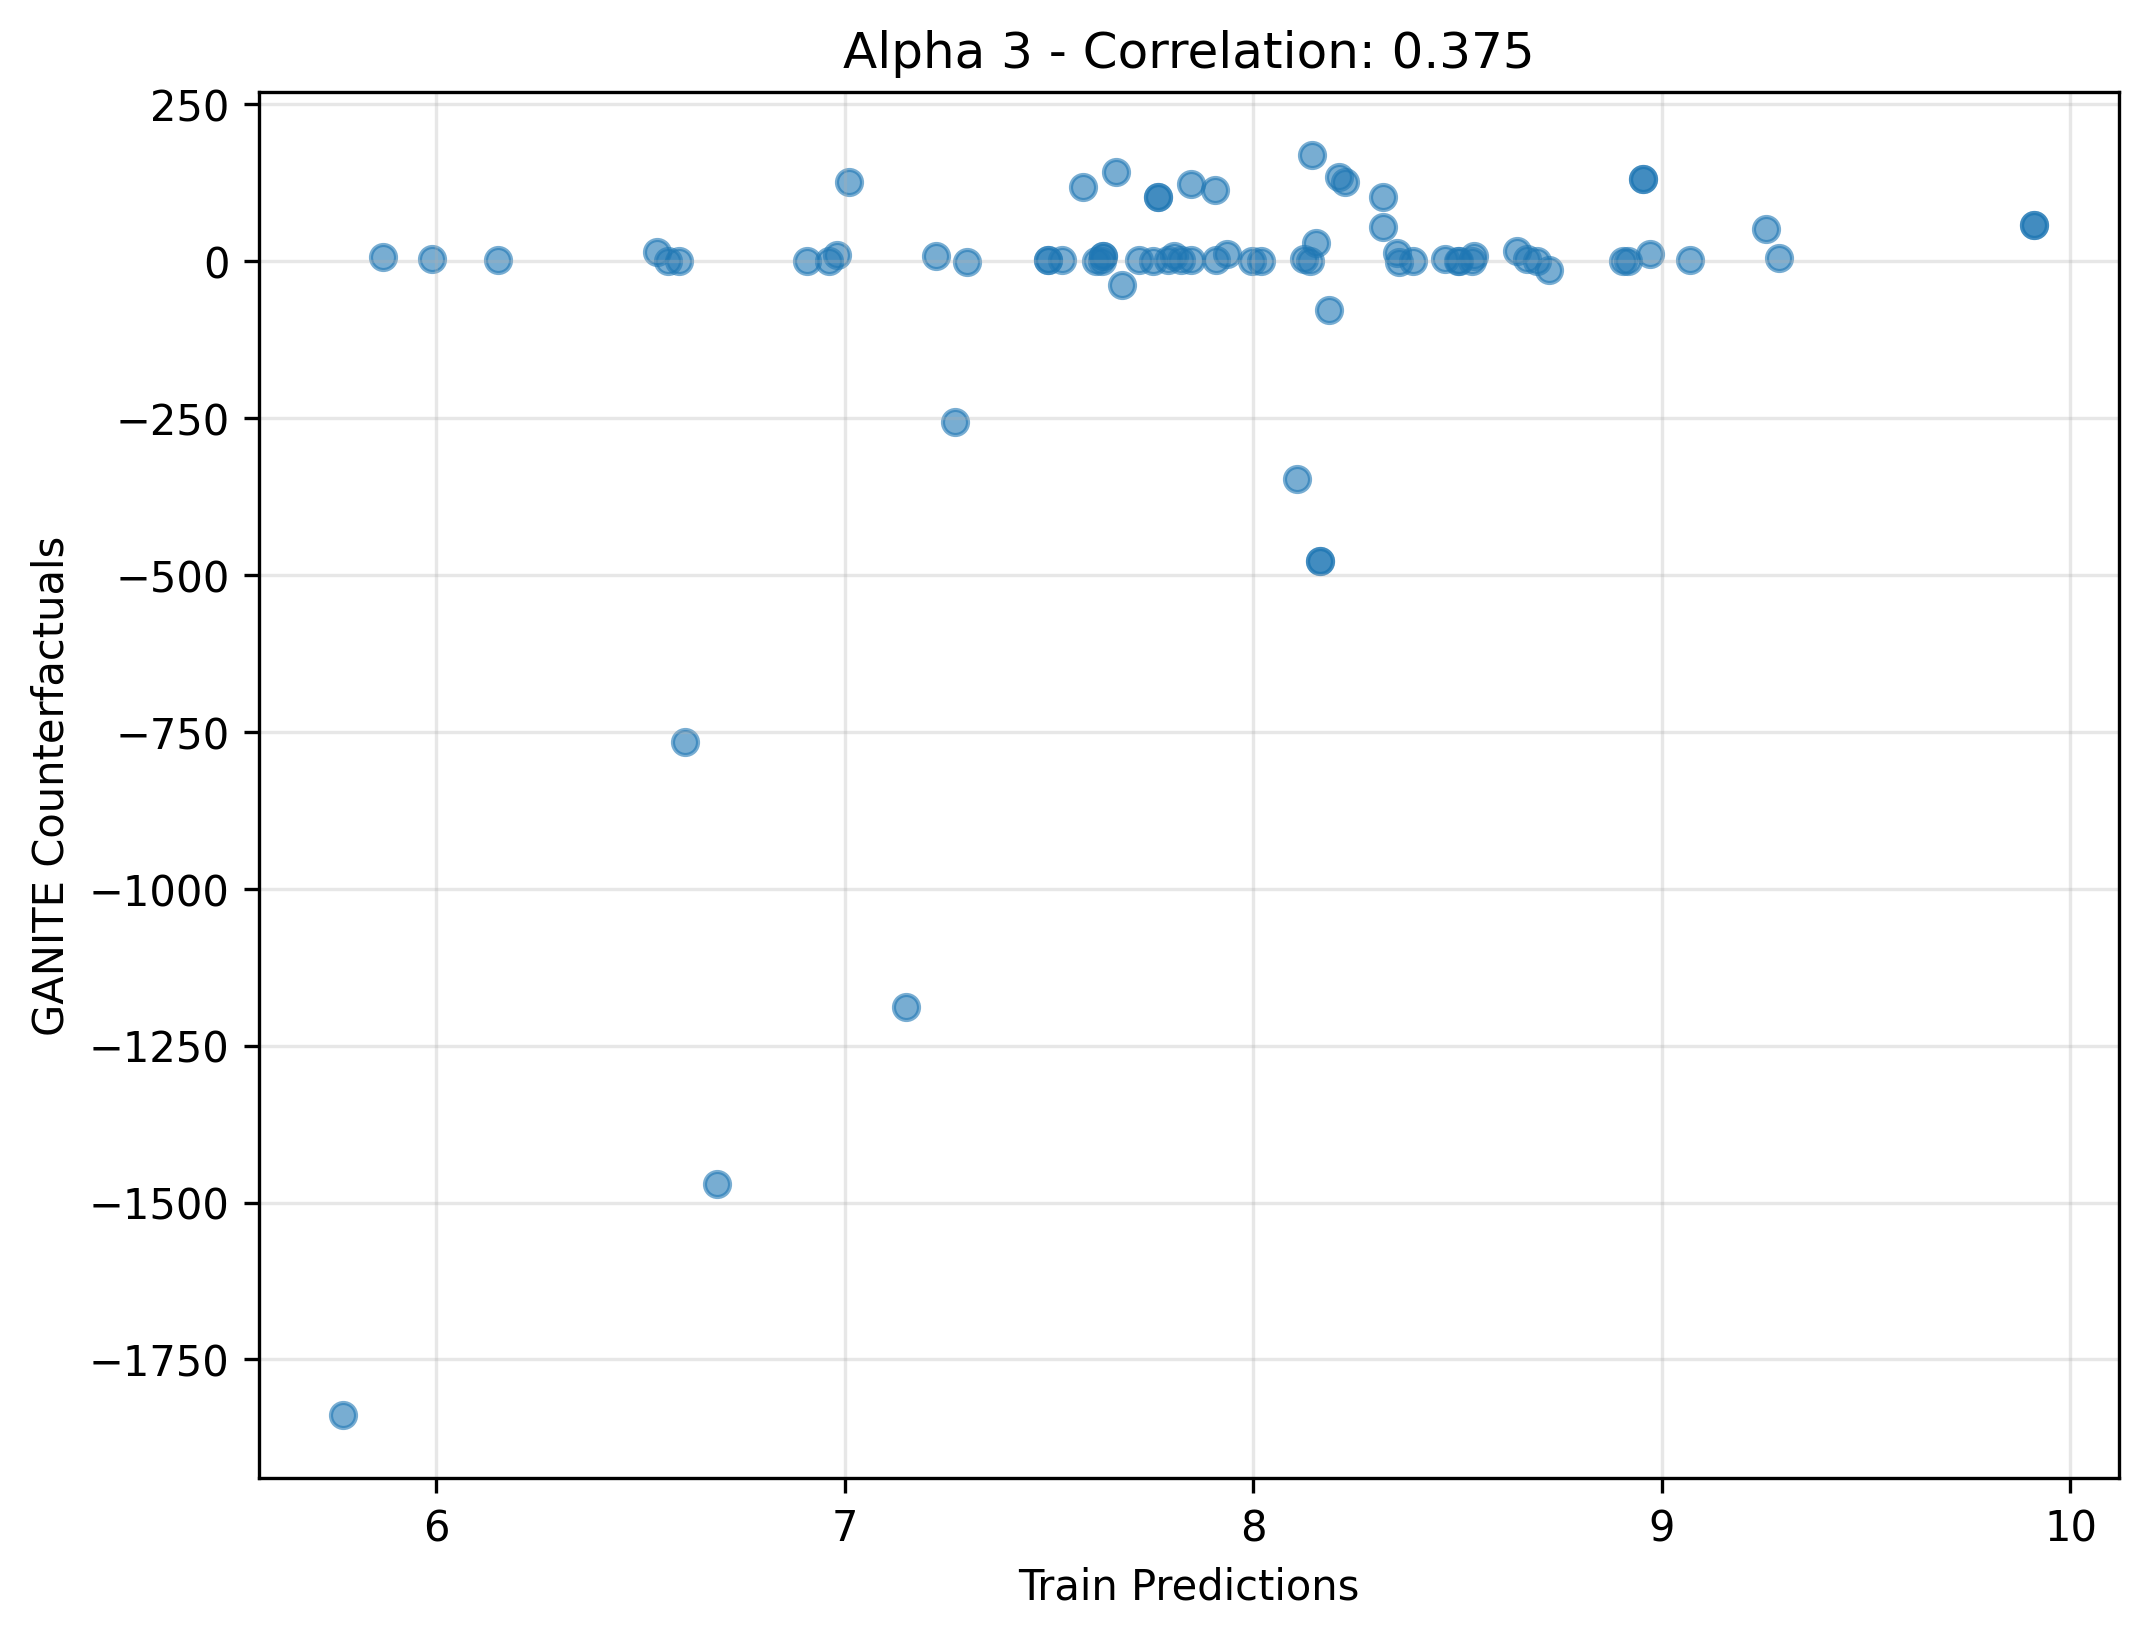 Alpha 3 - Correlation: 0.375
250
0
−250
−500
−750
−1000
−1250
−1500
−1750
GANITE Counterfactuals
6 7 8 9 10
Train Predictions